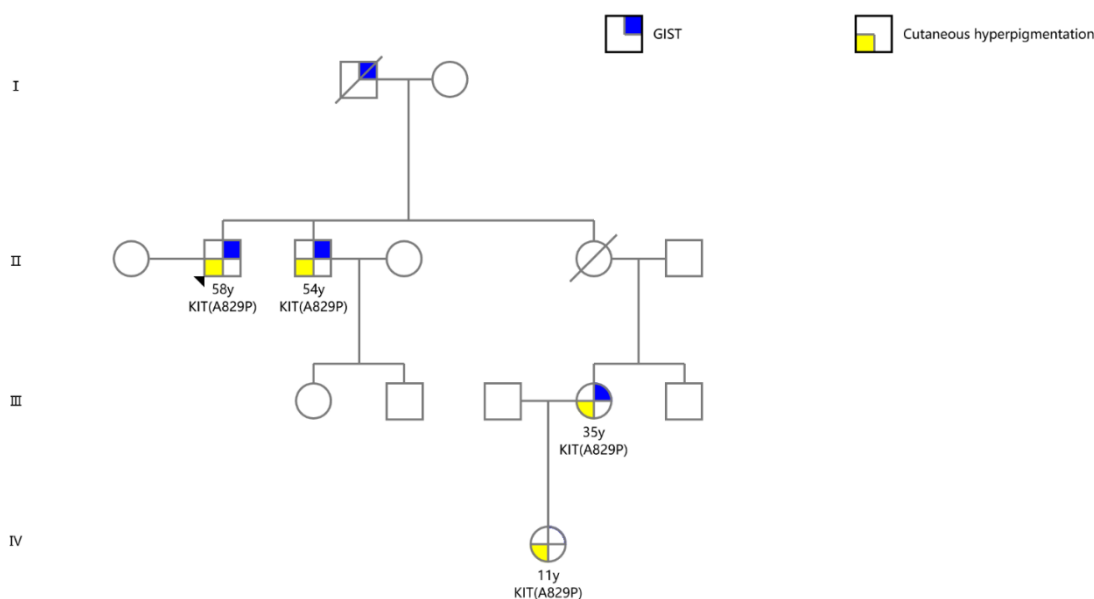 GIST
Cutaneous hyperpigmentation
I
II
58y
KIT(A829P)
54y
KIT(A829P)
III
35y
KIT(A829P)
IV
11y
KIT(A829P)